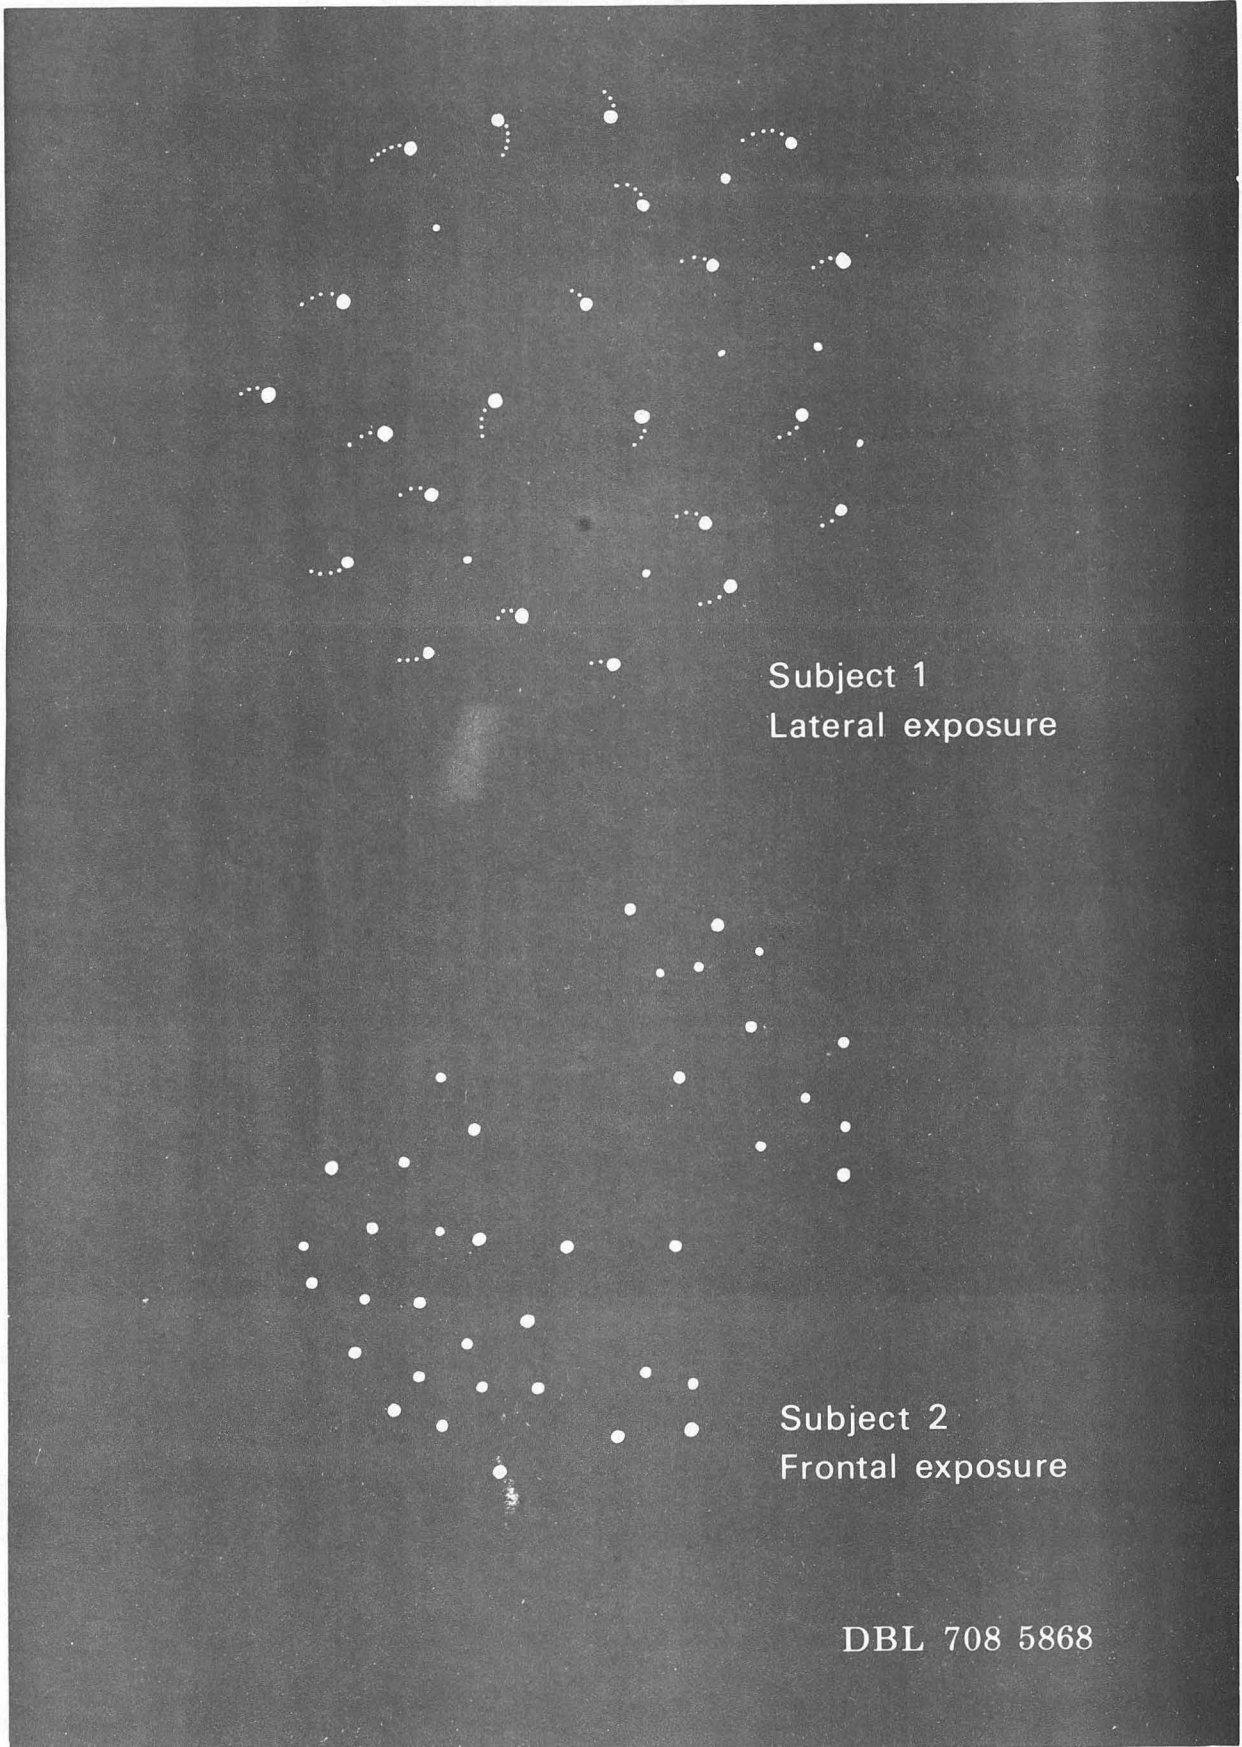 Subject 1
Lateral exposure
Subject 2
Frontal exposure
DBL 708 5868